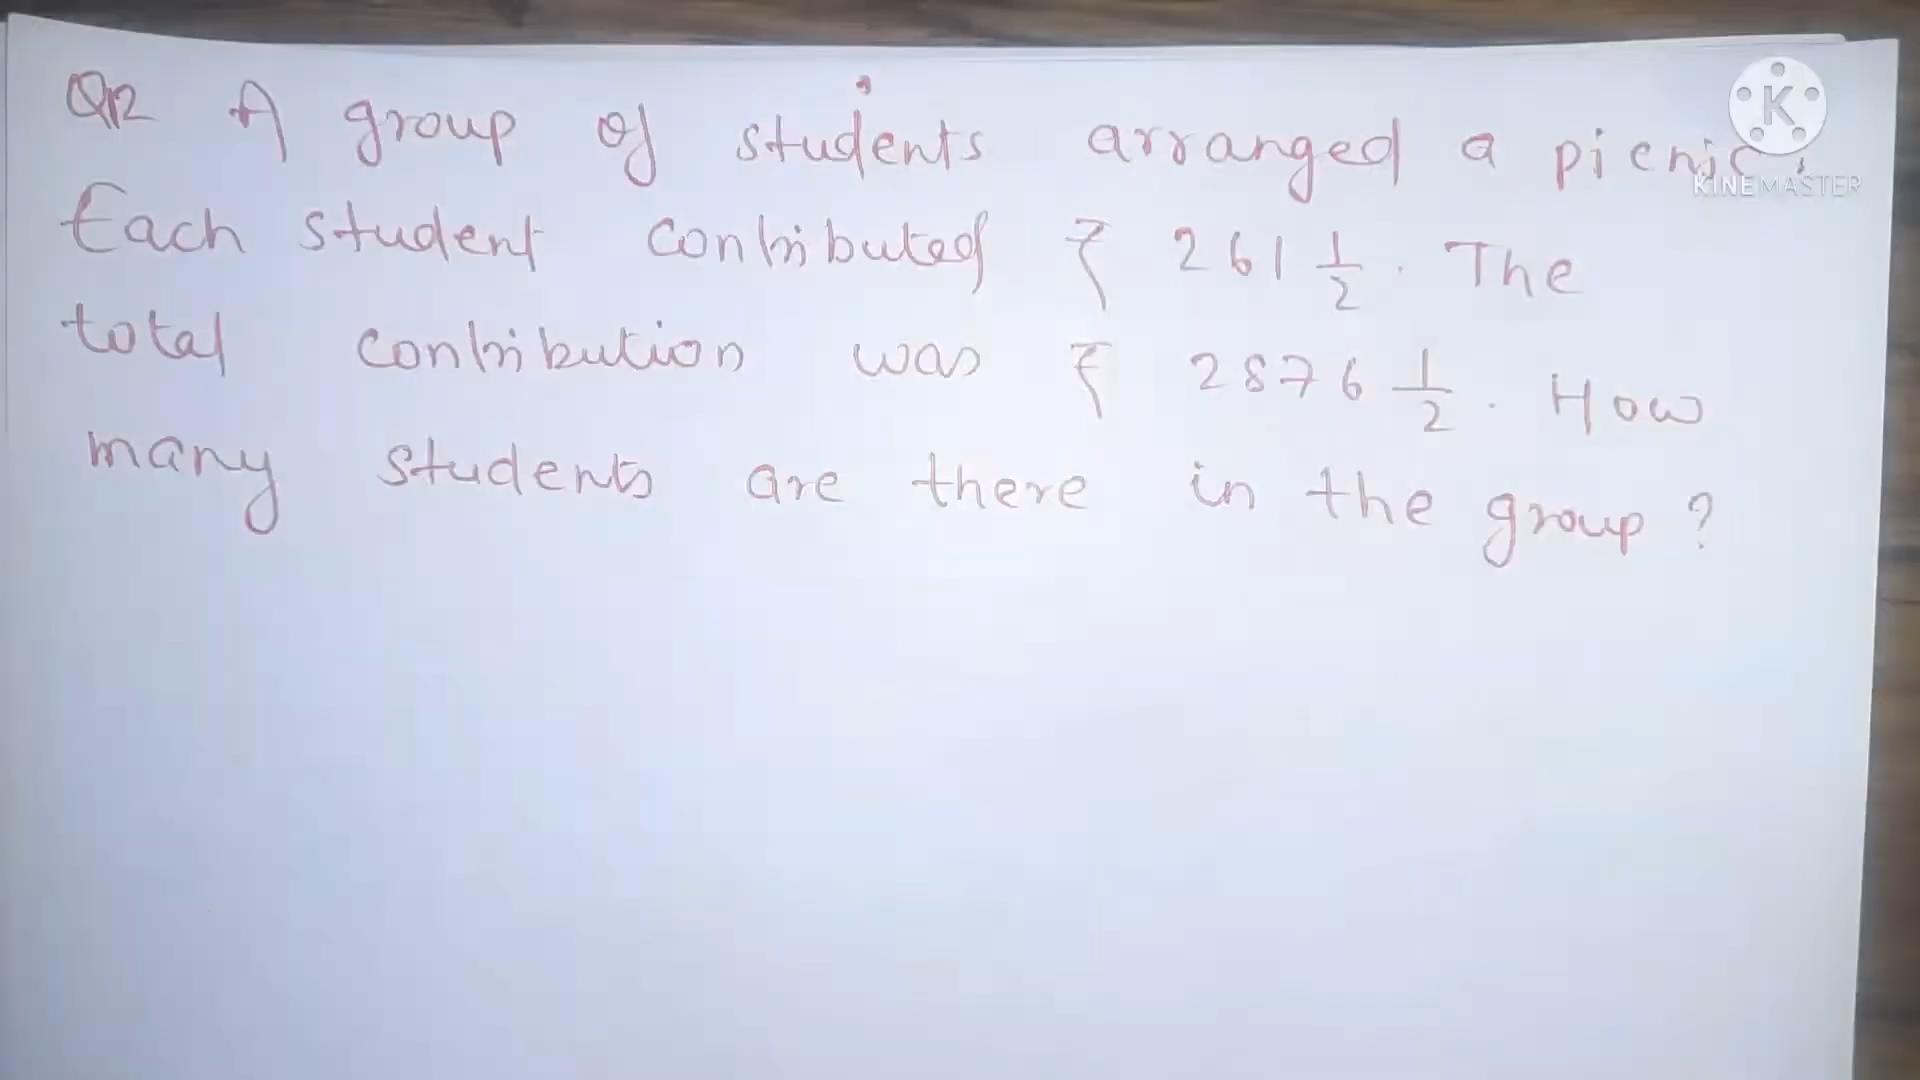 Q12 A group of students arranged a picnic.
K
KINEMASTER
Each student contributed ₹ 261 1/2. The
total contribution was ₹ 2876 1/2. How
many students are there in the group?